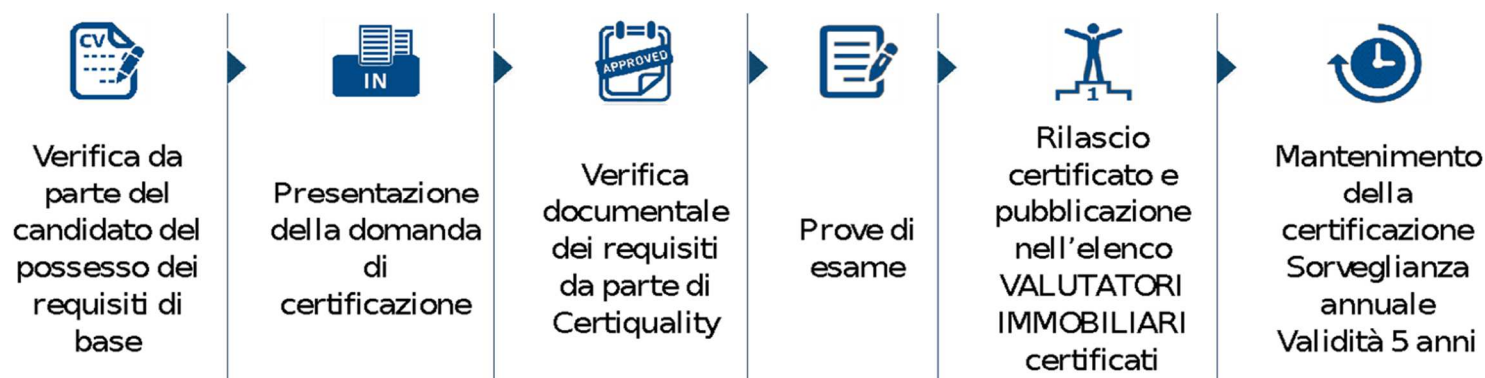 CV
Verifica da
parte del
candidato del
possesso dei
requisiti di
base
IN
Presentazione
della domanda
di
certificazione
APPROVED
Verifica
documentale
dei requisiti
da parte di
Certiquality
Prove di
esame
1
Rilascio
certificato e
pubblicazione
nell'elenco
VALUTATORI
IMMOBILIARI
certificati
Mantenimento
della
certificazione
Sorveglianza
annuale
Validità 5 anni